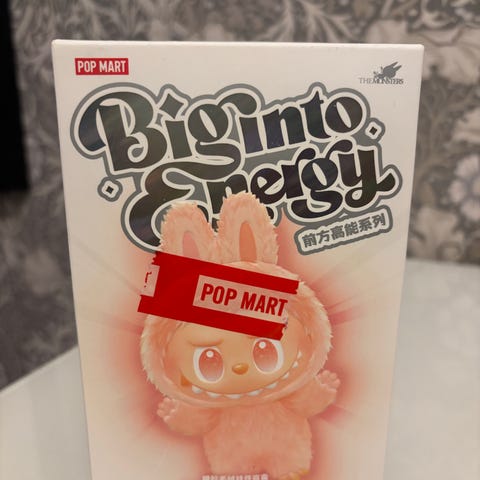 POP MART
THE MONSTERS
Big into
Energy
前方高能系列
POP MART